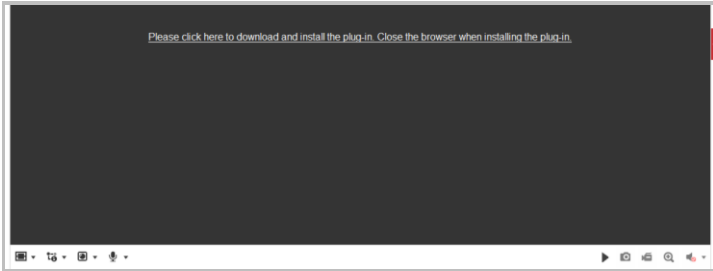 Please click here to download and install the plug-in. Close the browser when installing the plug-in.